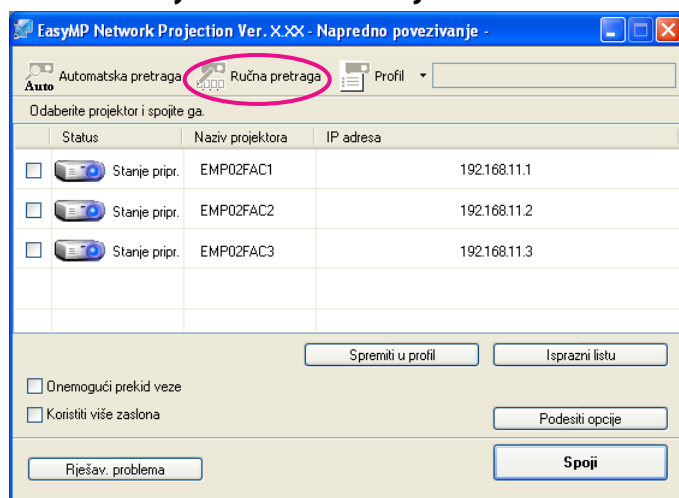 EasyMP Network Projection Ver. X.XX - Napredno povezivanje -
Auto Automatska pretraga Ručna pretraga Profil
Odaberite projektor i spojite ga.
Status Naziv projektora IP adresa
Stanje pripr. EMP02FAC1 192.168.11.1
Stanje pripr. EMP02FAC2 192.168.11.2
Stanje pripr. EMP02FAC3 192.168.11.3
Spremiti u profil Isprazni listu
Onemogući prekid veze
Koristiti više zaslona
Podesiti opcije
Rješav. problema Spoji